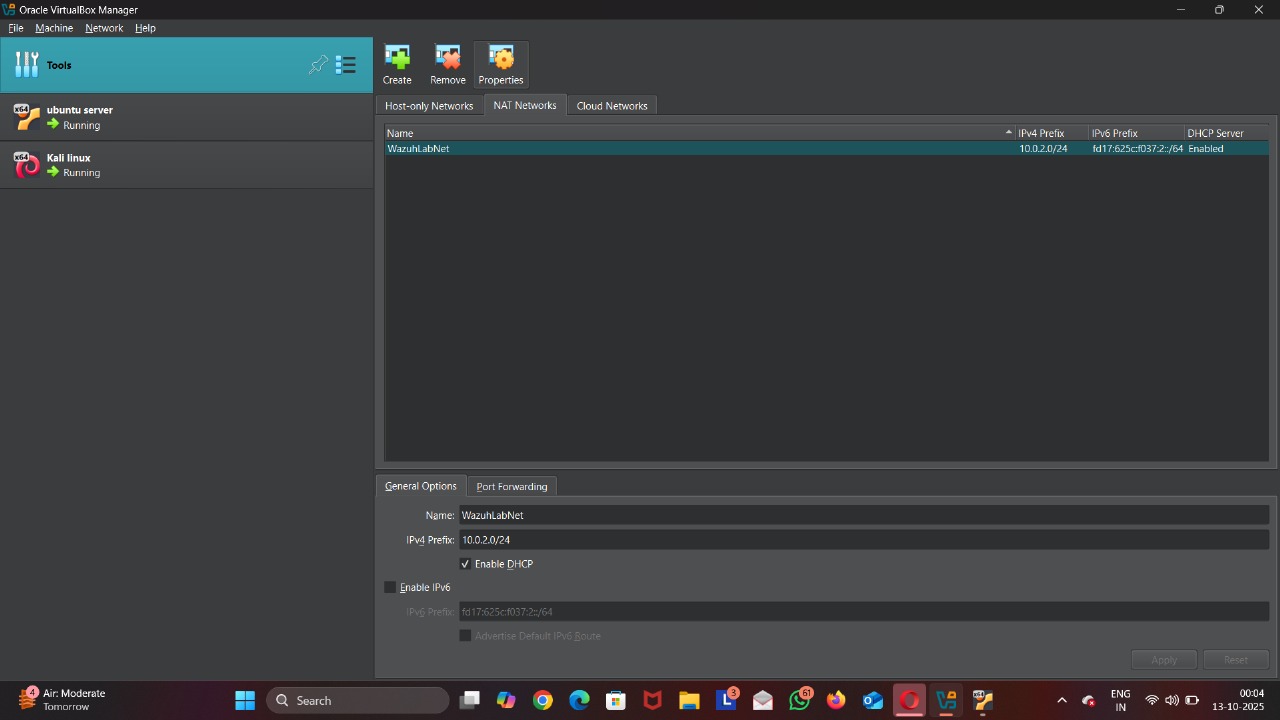 Oracle VirtualBox Manager
File Machine Network Help
Tools
x64 ubuntu server
Running
x64 Kali linux
Running
Create Remove Properties
Host-only Networks NAT Networks Cloud Networks
Name IPv4 Prefix IPv6 Prefix DHCP Server
WazuhLabNet 10.0.2.0/24 fd17:625c:f037:2::/64 Enabled
General Options Port Forwarding
Name: WazuhLabNet
IPv4 Prefix: 10.0.2.0/24
Enable DHCP
Enable IPv6
IPv6 Prefix: fd17:625c:f037:2::/64
Advertise Default IPv6 Route
Apply Reset
4 Air: Moderate
Tomorrow
Search
L 3
61
ENG
IN
00:04
13-10-2025